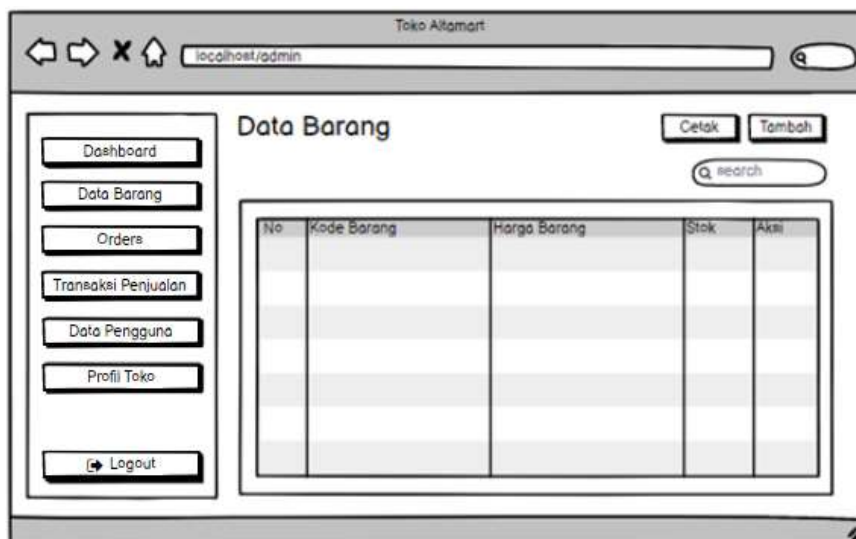 Toko Altamart
localhost/admin
Dashboard
Data Barang
Orders
Transaksi Penjualan
Data Pengguna
Profil Toko
Logout
Data Barang
Cetak Tambah
search
No Kode Barang Harga Barang Stok Aksi